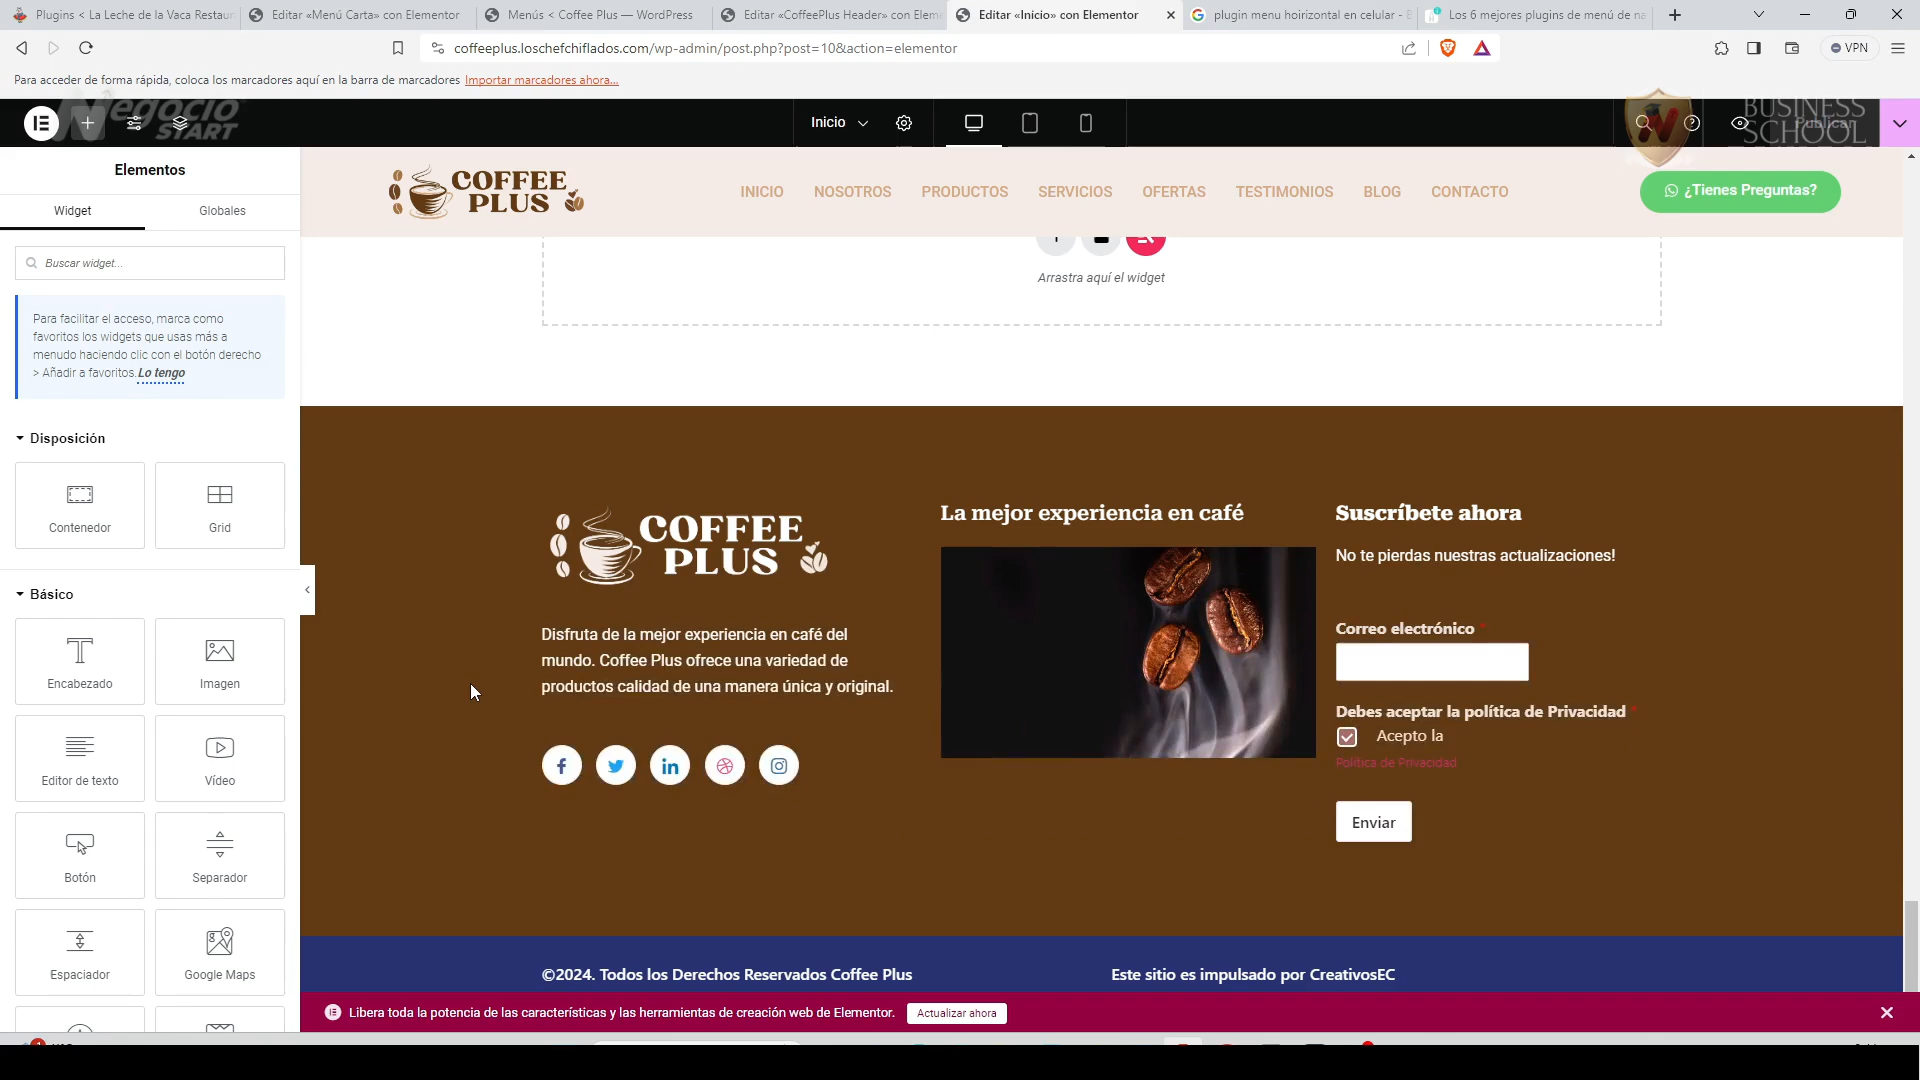 Plugins < La Leche de la Vaca Restaur
Editar «Menú Carta» con Elementor
Menús < Coffee Plus — WordPress
Editar «CoffeePlus Header» con Eleme
Editar «Inicio» con Elementor
plugin menu hoirizontal en celular - B
Los 6 mejores plugins de menú de na
coffeeplus.loschefchiflados.com/wp-admin/post.php?post=10&action=elementor
VPN
Para acceder de forma rápida, coloca los marcadores aquí en la barra de marcadores Importar marcadores ahora...
Negocio
START
Inicio
Publicar
BUSINESS
SCHOOL
Elementos
Widget
Globales
Buscar widget...
Para facilitar el acceso, marca como
favoritos los widgets que usas más a
menudo haciendo clic con el botón derecho
> Añadir a favoritos. Lo tengo
Disposición
Contenedor
Grid
Básico
Encabezado
Imagen
Editor de texto
Vídeo
Botón
Separador
Espaciador
Google Maps
COFFEE
PLUS
INICIO
NOSOTROS
PRODUCTOS
SERVICIOS
OFERTAS
TESTIMONIOS
BLOG
CONTACTO
¿Tienes Preguntas?
Arrastra aquí el widget
COFFEE
PLUS
Disfruta de la mejor experiencia en café del
mundo. Coffee Plus ofrece una variedad de
productos calidad de una manera única y original.
La mejor experiencia en café
Suscríbete ahora
No te pierdas nuestras actualizaciones!
Correo electrónico *
Debes aceptar la política de Privacidad *
Acepto la
Política de Privacidad
Enviar
©2024. Todos los Derechos Reservados Coffee Plus
Este sitio es impulsado por CreativosEC
Libera toda la potencia de las características y las herramientas de creación web de Elementor.
Actualizar ahora